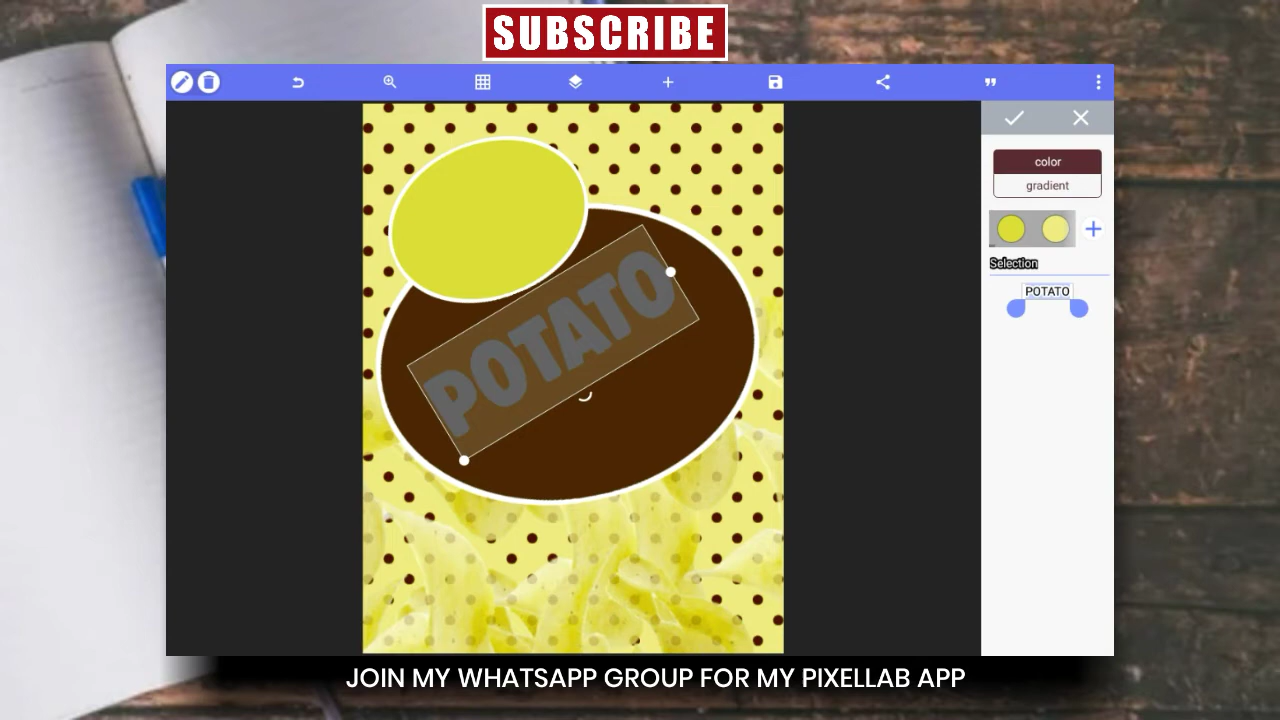 SUBSCRIBE
color
gradient
Selection
POTATO
POTATO
JOIN MY WHATSAPP GROUP FOR MY PIXELLAB APP